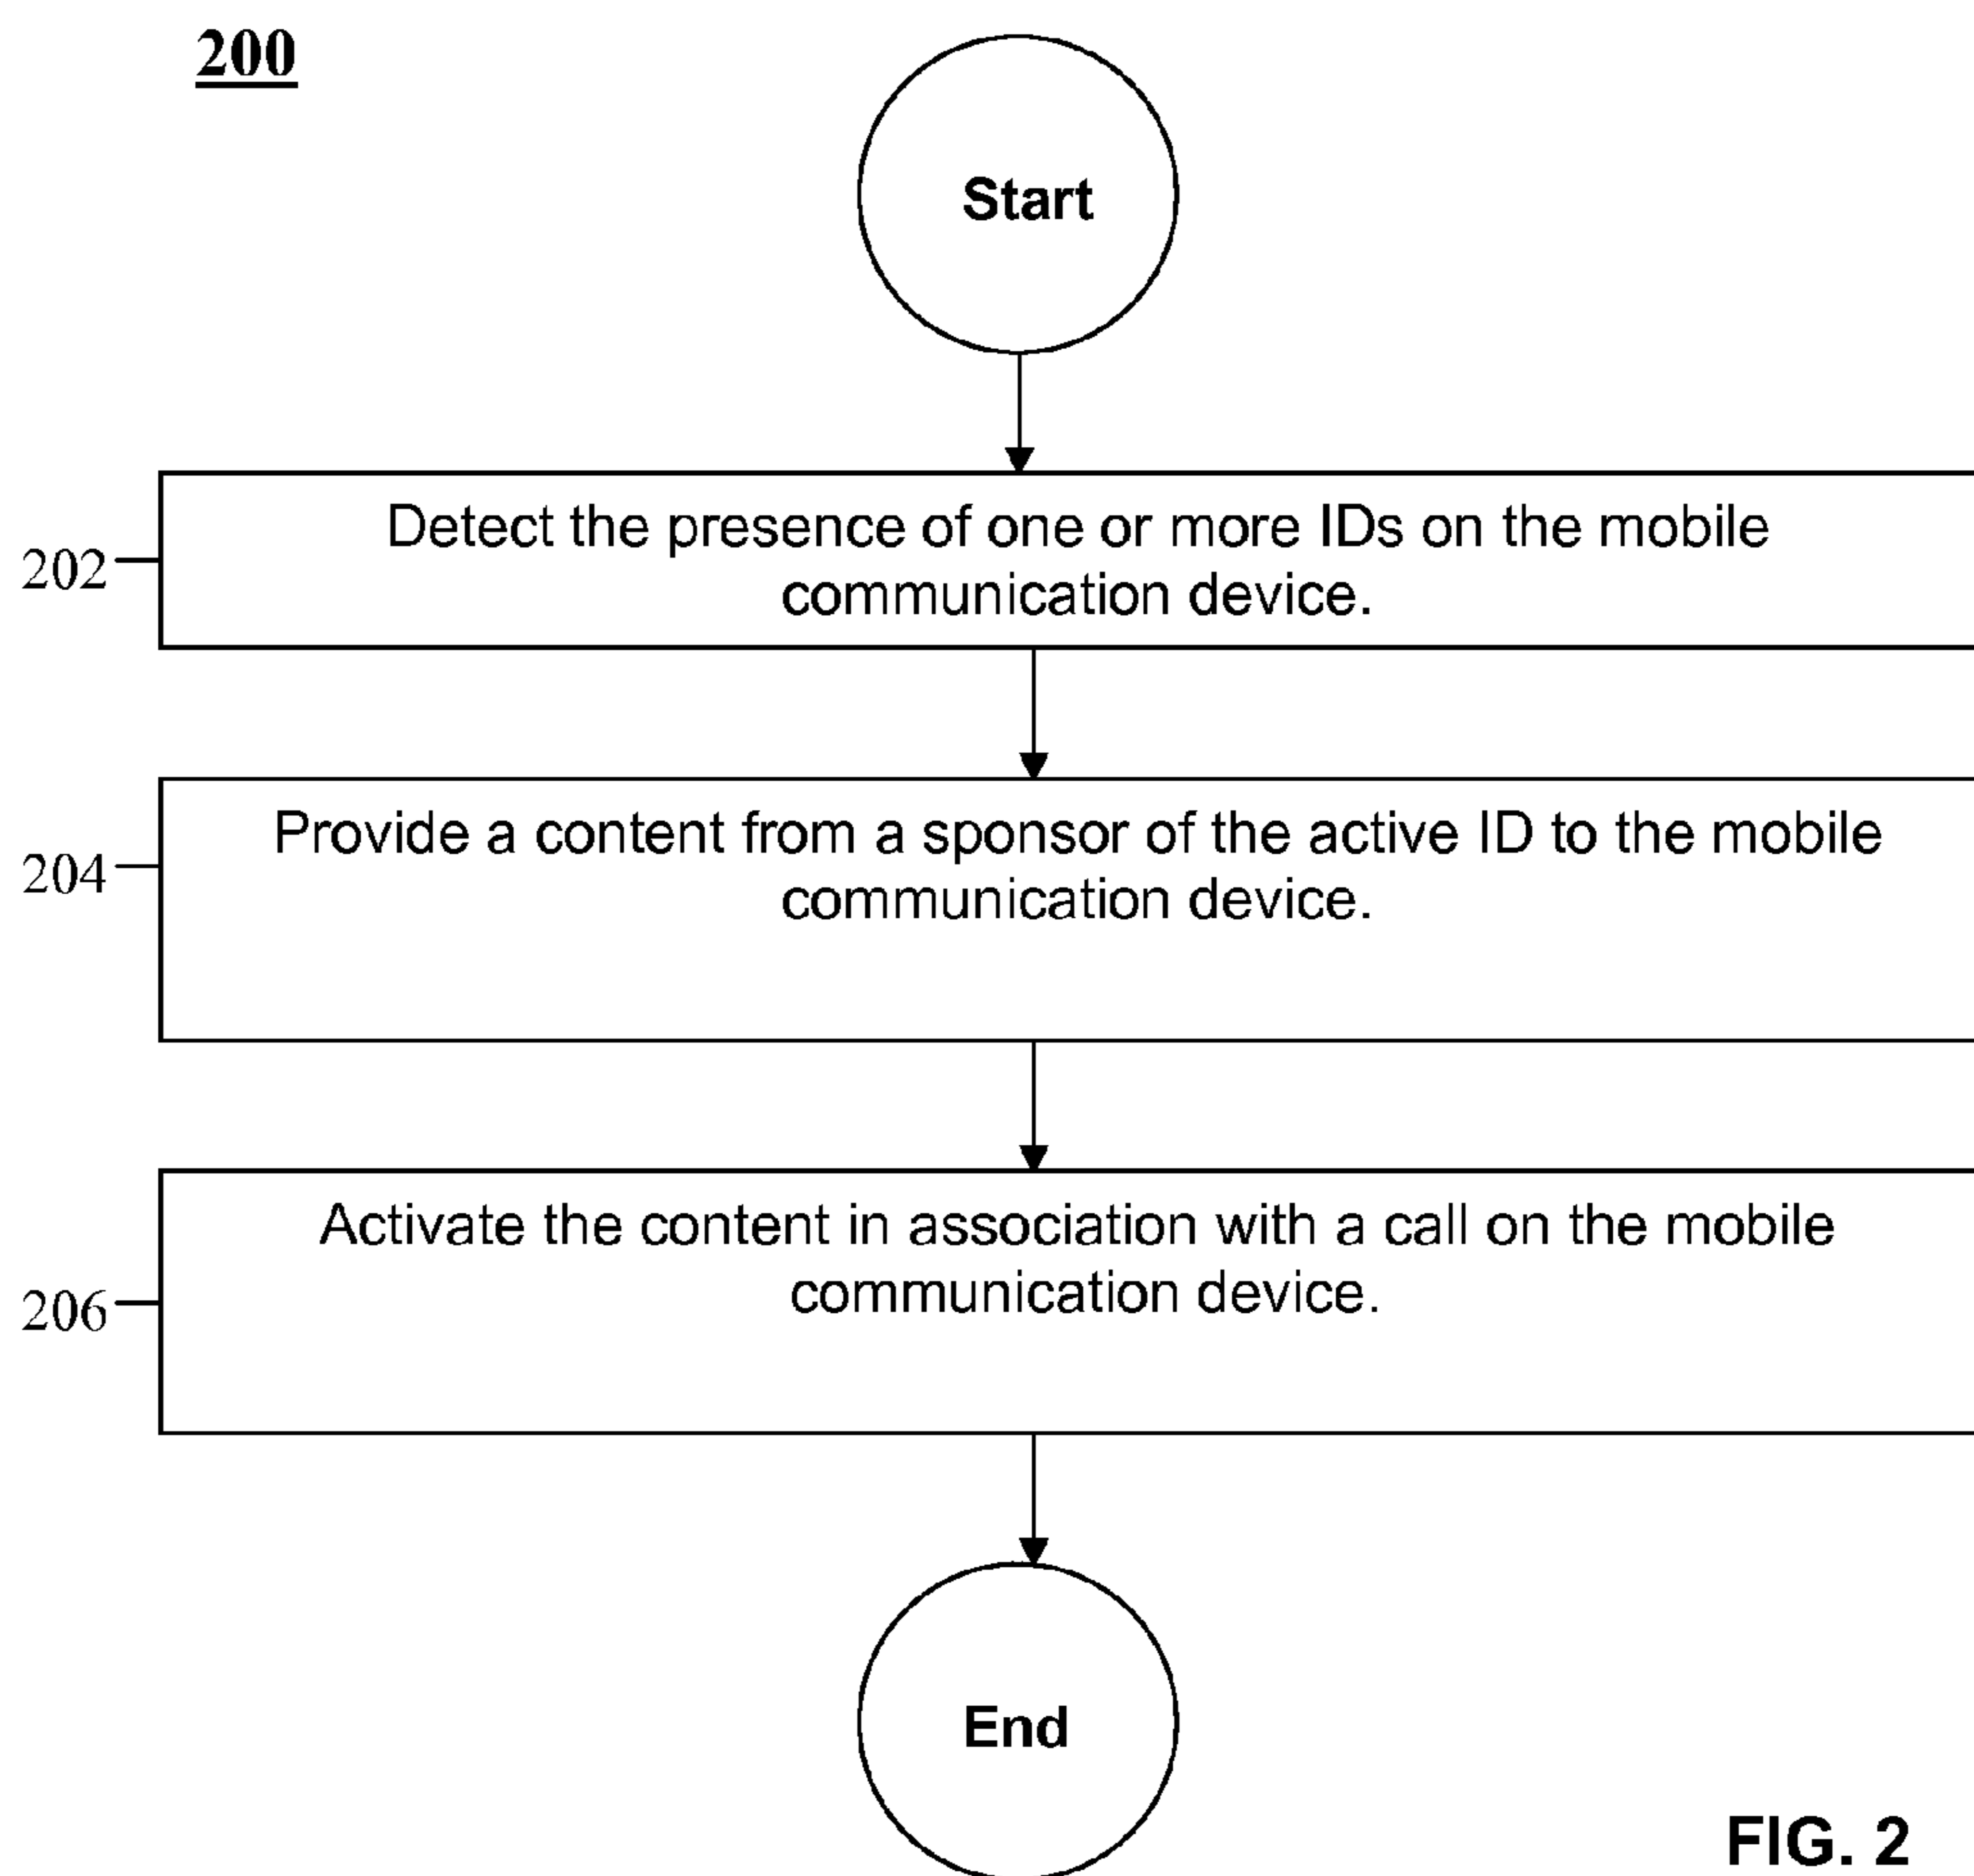 200
Start
202
Detect the presence of one or more IDs on the mobile
communication device.
204
Provide a content from a sponsor of the active ID to the mobile
communication device.
206
Activate the content in association with a call on the mobile
communication device.
End
FIG. 2